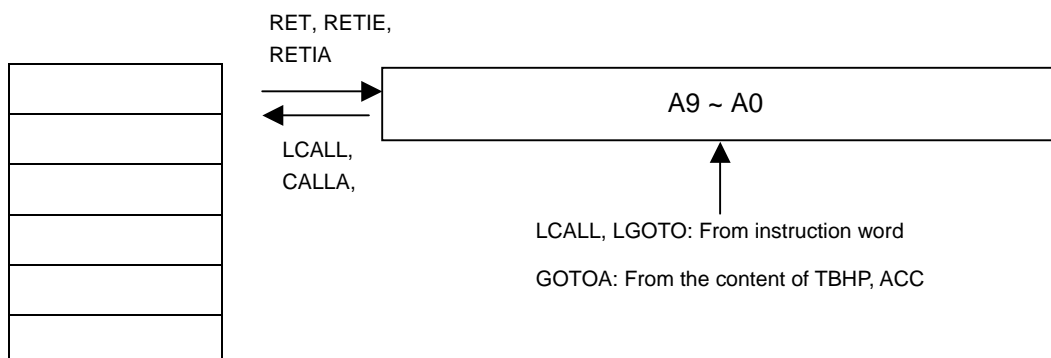 RET, RETIE,
RETIA
A9 ~ A0
LCALL,
CALLA,
LCALL, LGOTO: From instruction word
GOTOA: From the content of TBHP, ACC